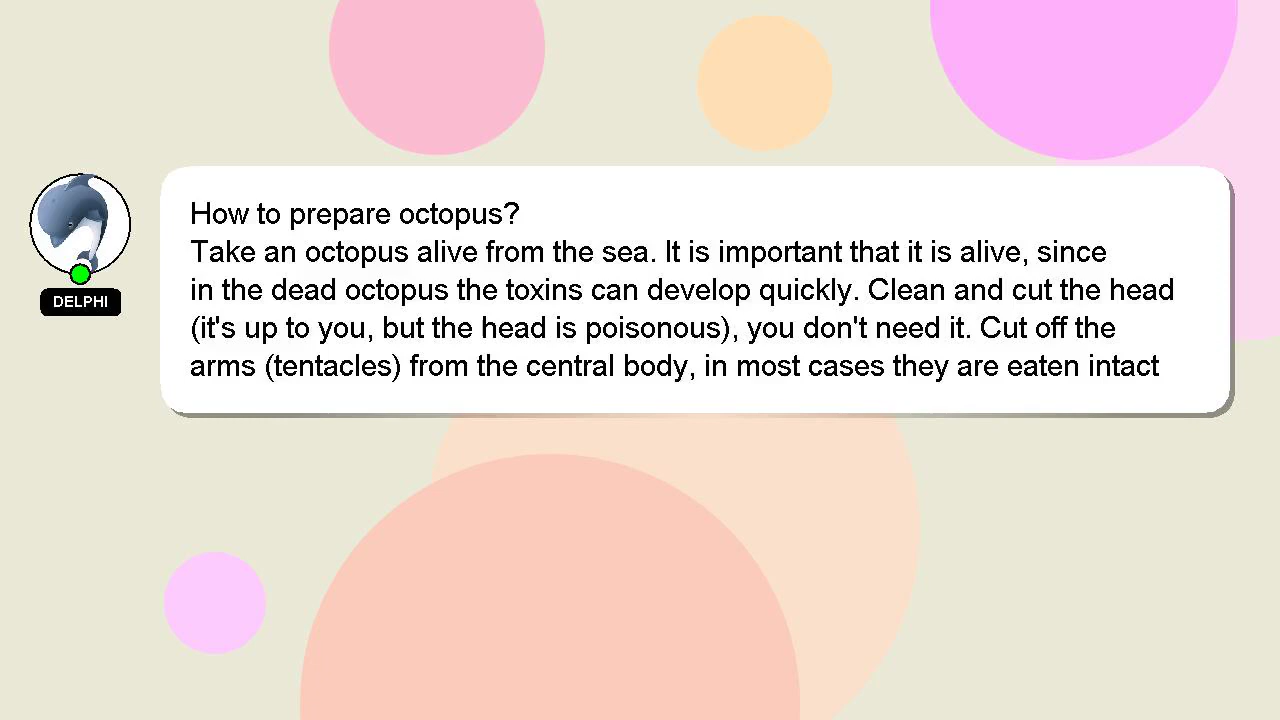 How to prepare octopus?
Take an octopus alive from the sea. It is important that it is alive, since
in the dead octopus the toxins can develop quickly. Clean and cut the head
(it's up to you, but the head is poisonous), you don't need it. Cut off the
arms (tentacles) from the central body, in most cases they are eaten intact
DELPHI